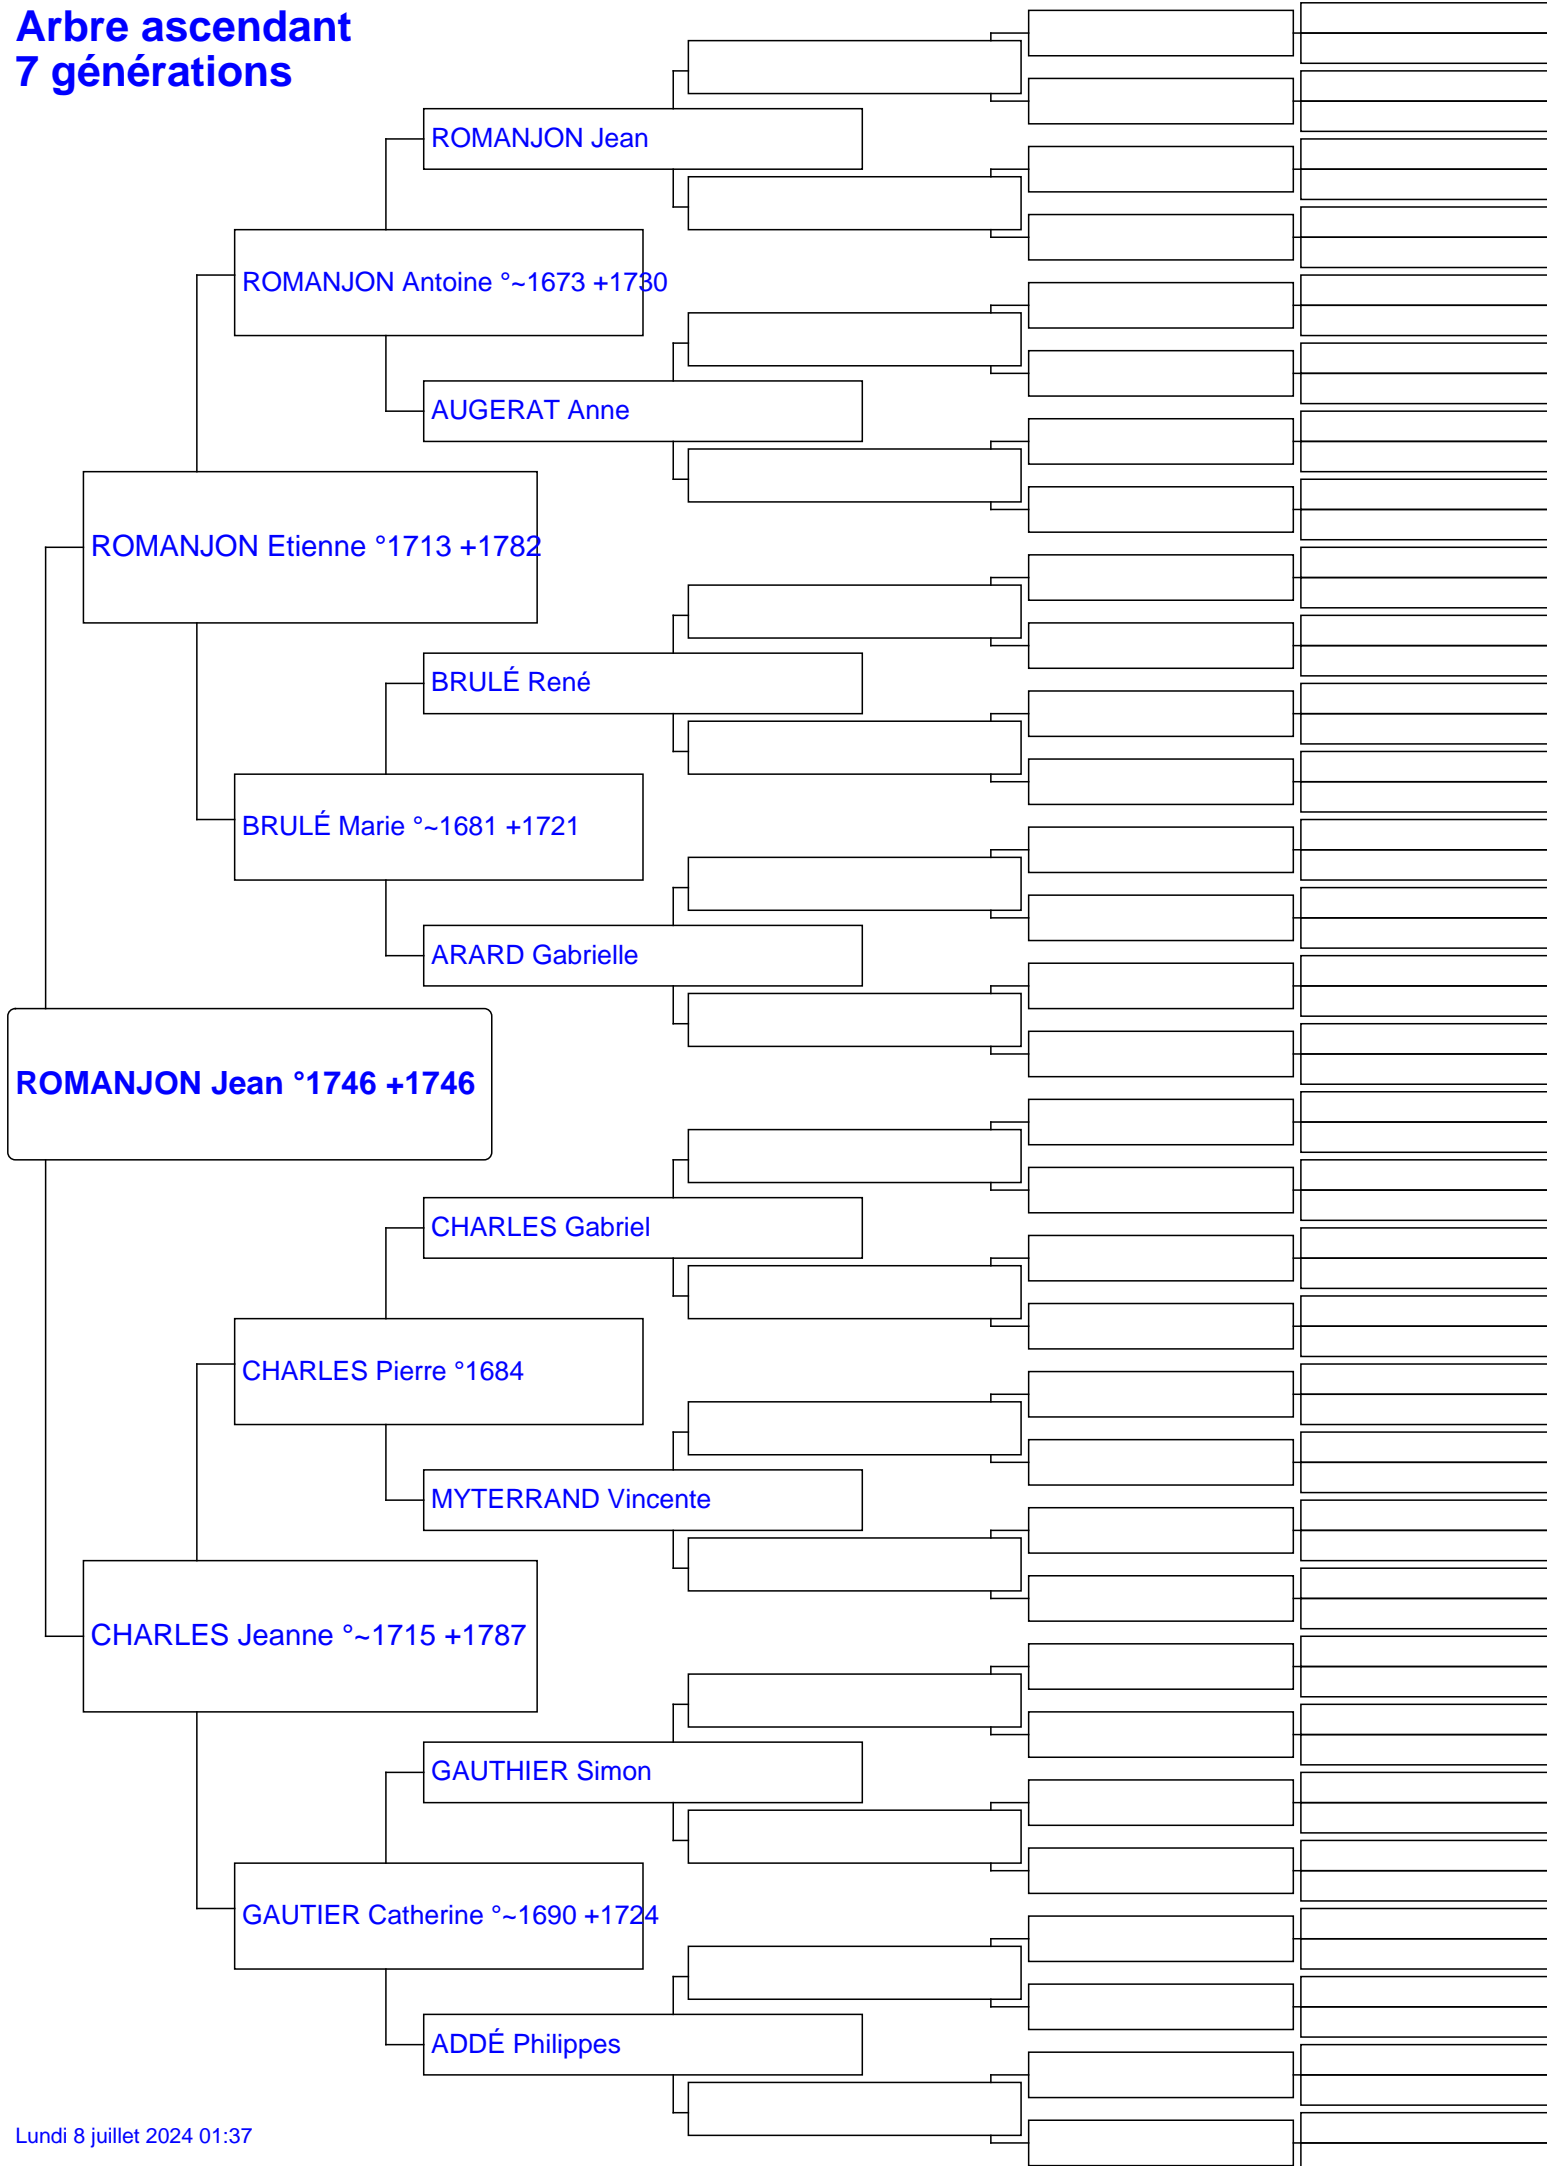 Arbre ascendant
7 générations
ROMANJON Jean
ROMANJON Antoine °~1673 +1730
AUGERAT Anne
ROMANJON Etienne °1713 +1782
BRULÉ René
BRULÉ Marie °~1681 +1721
ARARD Gabrielle
ROMANJON Jean °1746 +1746
CHARLES Gabriel
CHARLES Pierre °1684
MYTERRAND Vincente
CHARLES Jeanne °~1715 +1787
GAUTHIER Simon
GAUTIER Catherine °~1690 +1724
ADDÉ Philippes
Lundi 8 juillet 2024 01:37